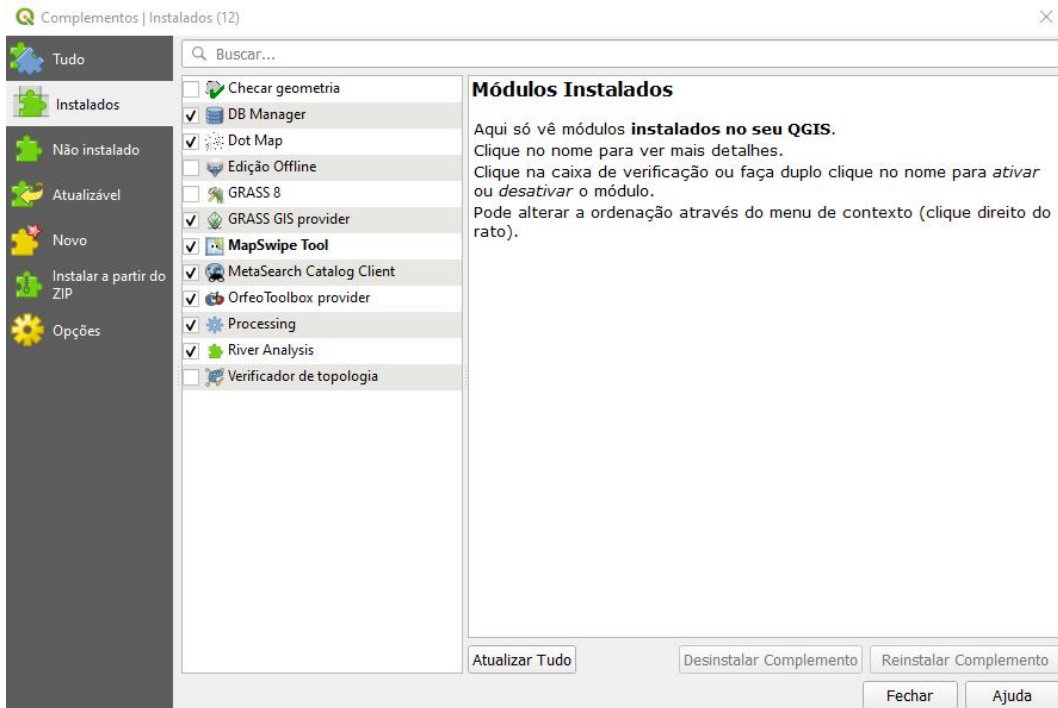 Complementos | Instalados (12)
Tudo
Instalados
Não instalado
Atualizável
Novo
Instalar a partir do
ZIP
Opções
Buscar...
Checar geometria
DB Manager
Dot Map
Edição Offline
GRASS 8
GRASS GIS provider
MapSwipe Tool
MetaSearch Catalog Client
OrfeoToolbox provider
Processing
River Analysis
Verificador de topologia
Módulos Instalados
Aqui só vê módulos instalados no seu QGIS.
Clique no nome para ver mais detalhes.
Clique na caixa de verificação ou faça duplo clique no nome para ativar
ou desativar o módulo.
Pode alterar a ordenação através do menu de contexto (clique direito do
rato).
Atualizar Tudo
Desinstalar Complemento
Reinstalar Complemento
Fechar
Ajuda